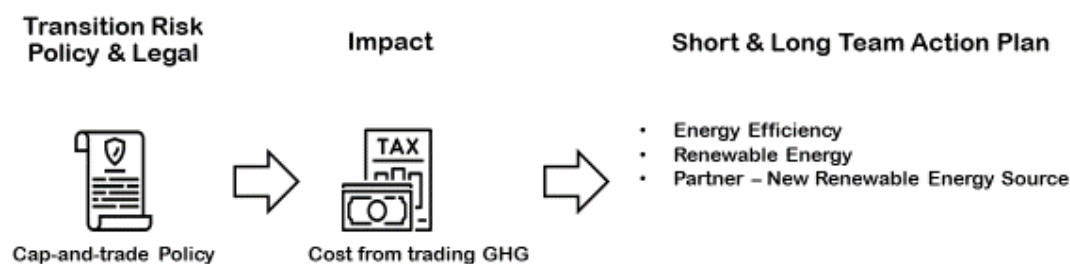 Transition Risk
Policy & Legal
Impact
Short & Long Team Action Plan
TAX
• Energy Efficiency
• Renewable Energy
• Partner – New Renewable Energy Source
Cap-and-trade Policy
Cost from trading GHG